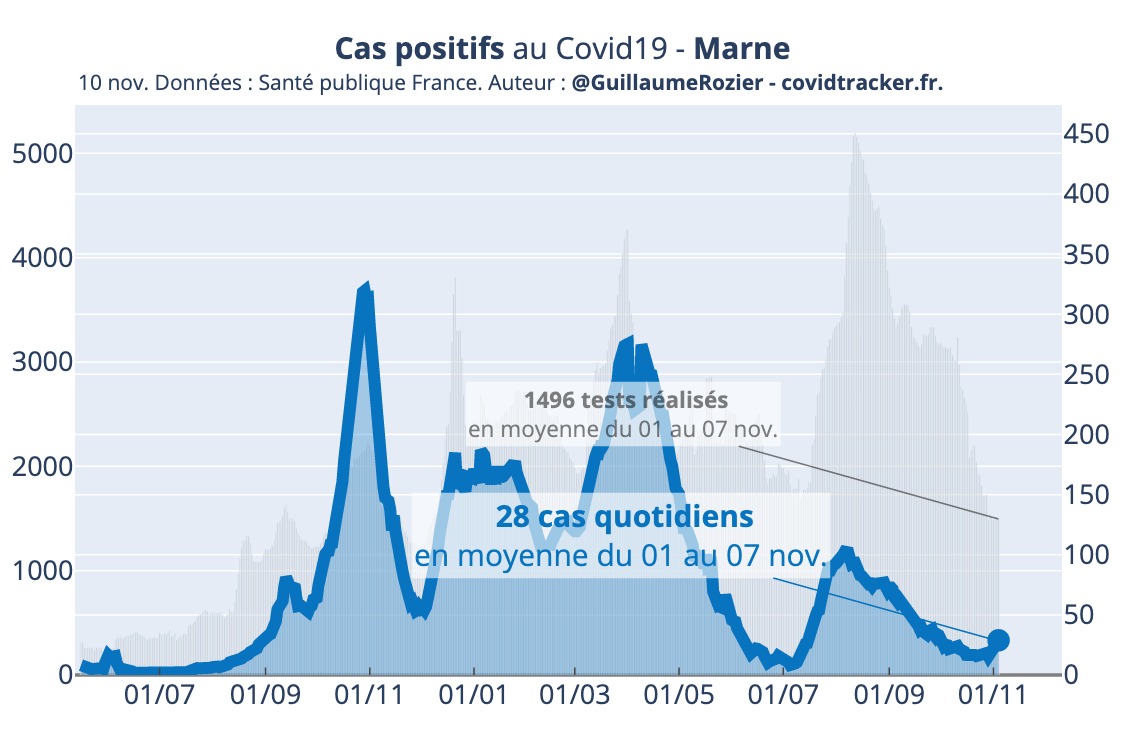 Cas positifs au Covid19 - Marne
10 nov. Données : Santé publique France. Auteur : @GuillaumeRozier - covidtracker.fr.
5000
4000
3000
2000
1000
0
450
400
350
300
250
200
150
100
50
0
1496 tests réalisés
en moyenne du 01 au 07 nov.
28 cas quotidiens
en moyenne du 01 au 07 nov.
01/07 01/09 01/11 01/01 01/03 01/05 01/07 01/09 01/11